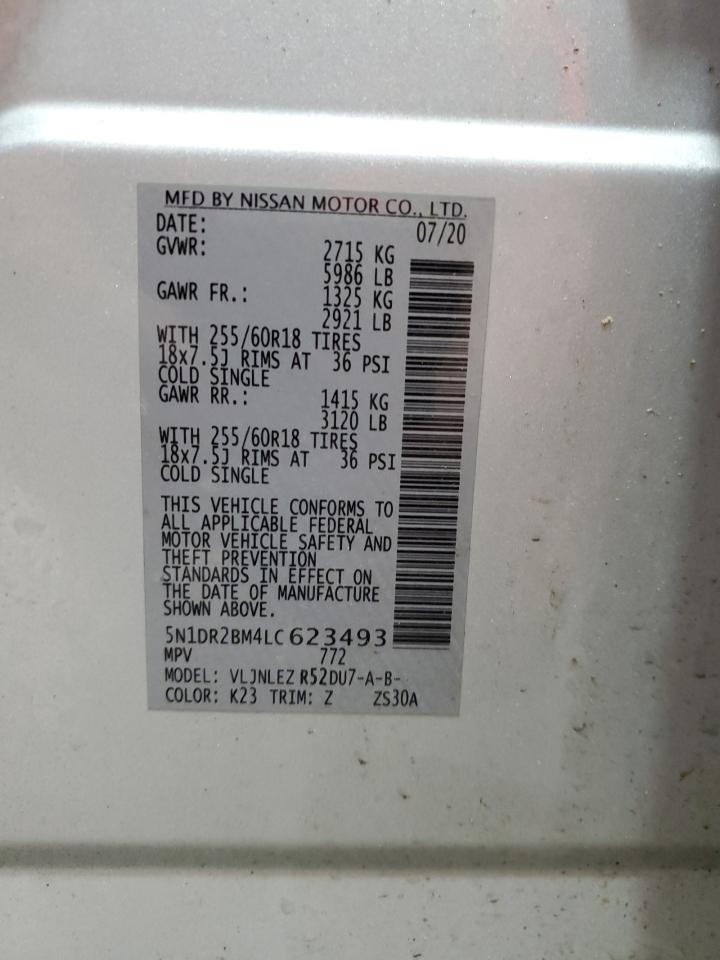 MFD BY NISSAN MOTOR CO., LTD.
DATE: 07/20
GVWR: 2715 KG
5986 LB
GAWR FR.: 1325 KG
2921 LB
WITH 255/60R18 TIRES
18x7.5J RIMS AT 36 PSI
COLD SINGLE
GAWR RR.: 1415 KG
3120 LB
WITH 255/60R18 TIRES
18x7.5J RIMS AT 36 PSI
COLD SINGLE
THIS VEHICLE CONFORMS TO
ALL APPLICABLE FEDERAL
MOTOR VEHICLE SAFETY AND
THEFT PREVENTION
STANDARDS IN EFFECT ON
THE DATE OF MANUFACTURE
SHOWN ABOVE.
5N1DR2BM4LC623493
MPV 772
MODEL: VLJNLEZ R52DU7-A-B-
COLOR: K23 TRIM: Z ZS30A